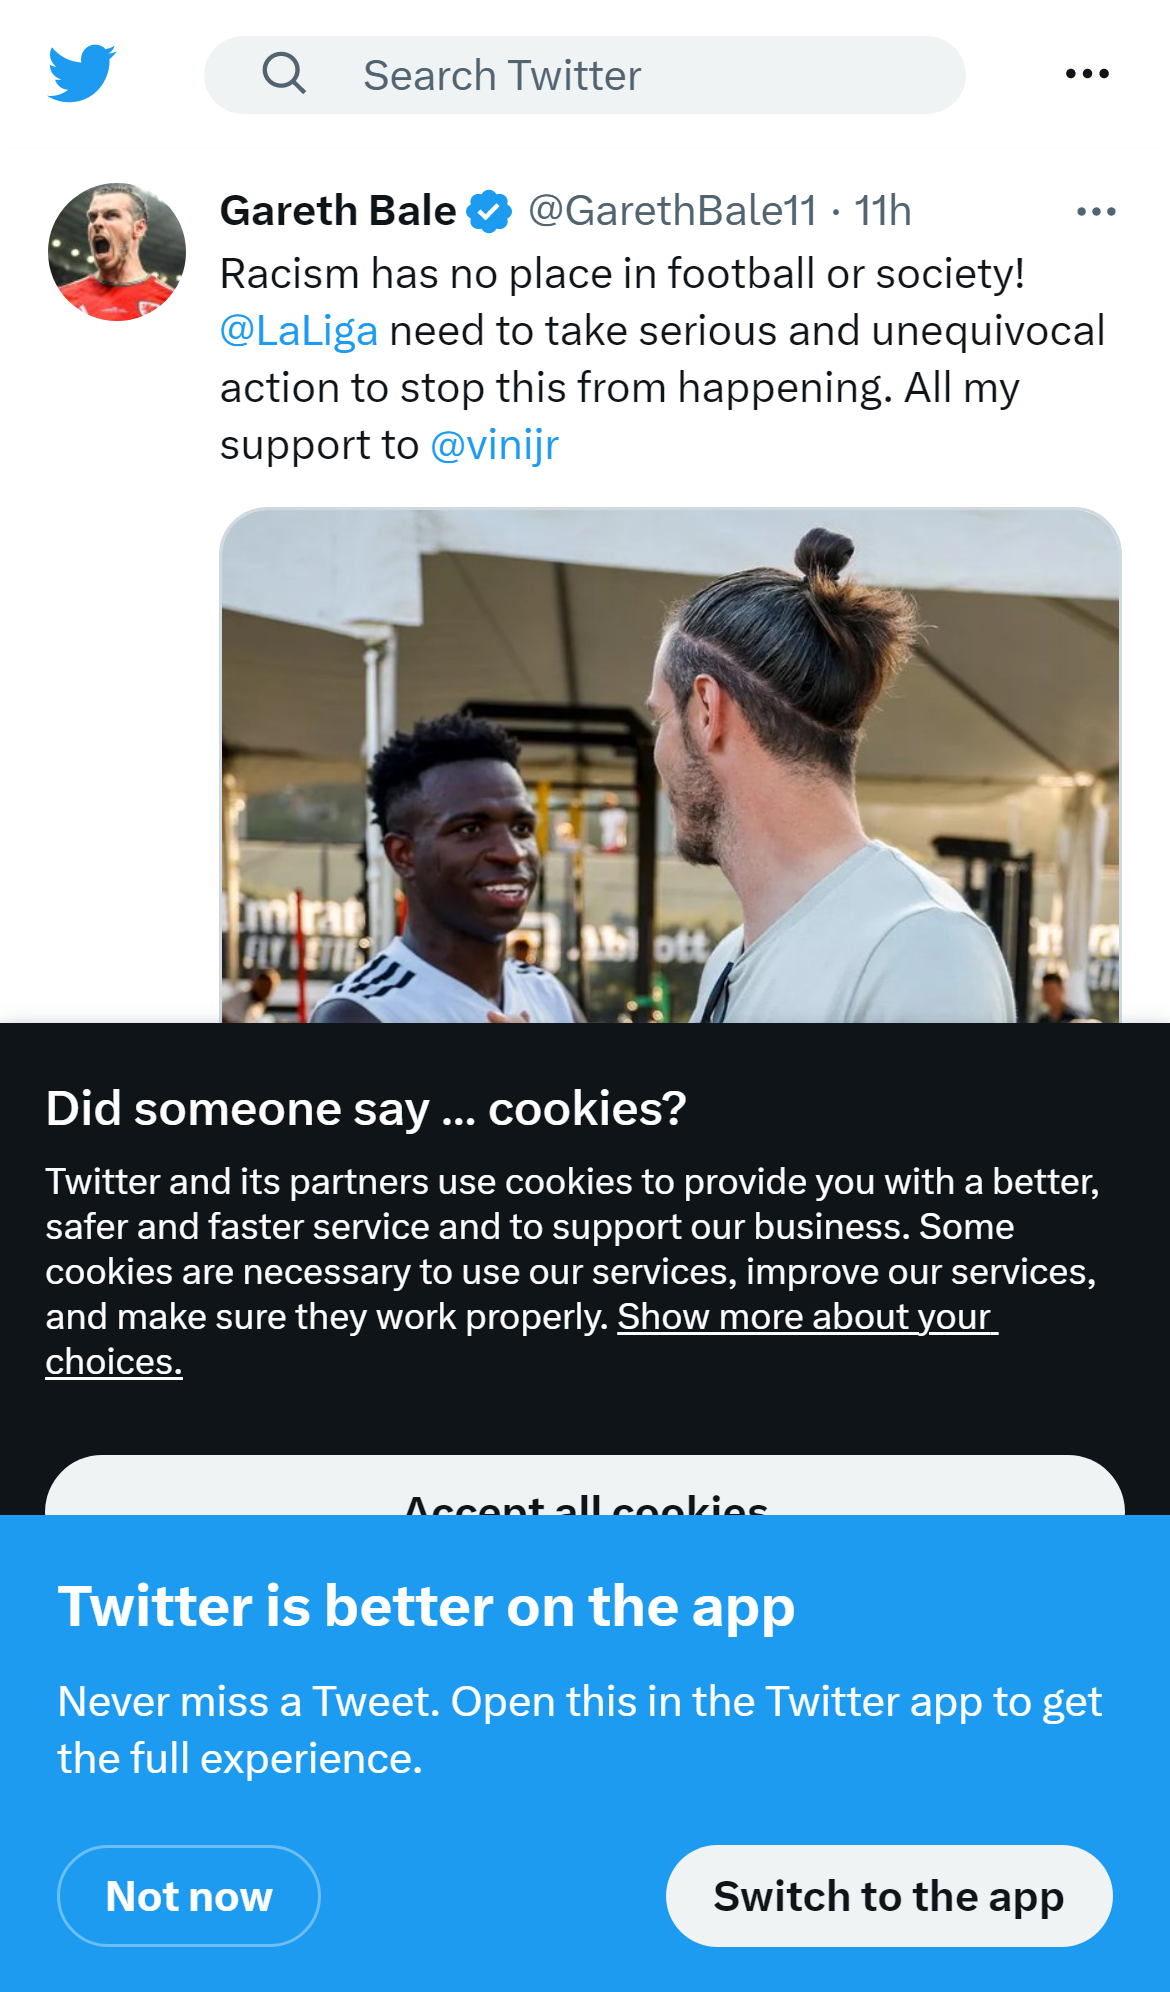 Search Twitter
Gareth Bale @GarethBale11 · 11h
Racism has no place in football or society!
@LaLiga need to take serious and unequivocal
action to stop this from happening. All my
support to @vinijr
Did someone say ... cookies?
Twitter and its partners use cookies to provide you with a better,
safer and faster service and to support our business. Some
cookies are necessary to use our services, improve our services,
and make sure they work properly. Show more about your
choices.
Accept all cookies
Twitter is better on the app
Never miss a Tweet. Open this in the Twitter app to get
the full experience.
Not now
Switch to the app